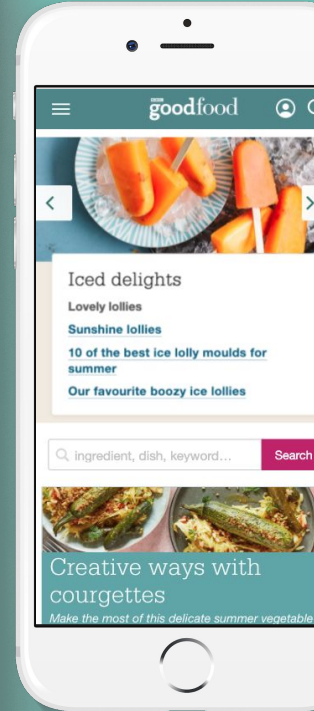 goodfood
Iced delights
Lovely lollies
Sunshine lollies
10 of the best ice lolly moulds for
summer
Our favourite boozy ice lollies
ingredient, dish, keyword...
Search
Creative ways with
courgettes
Make the most of this delicate summer vegetable